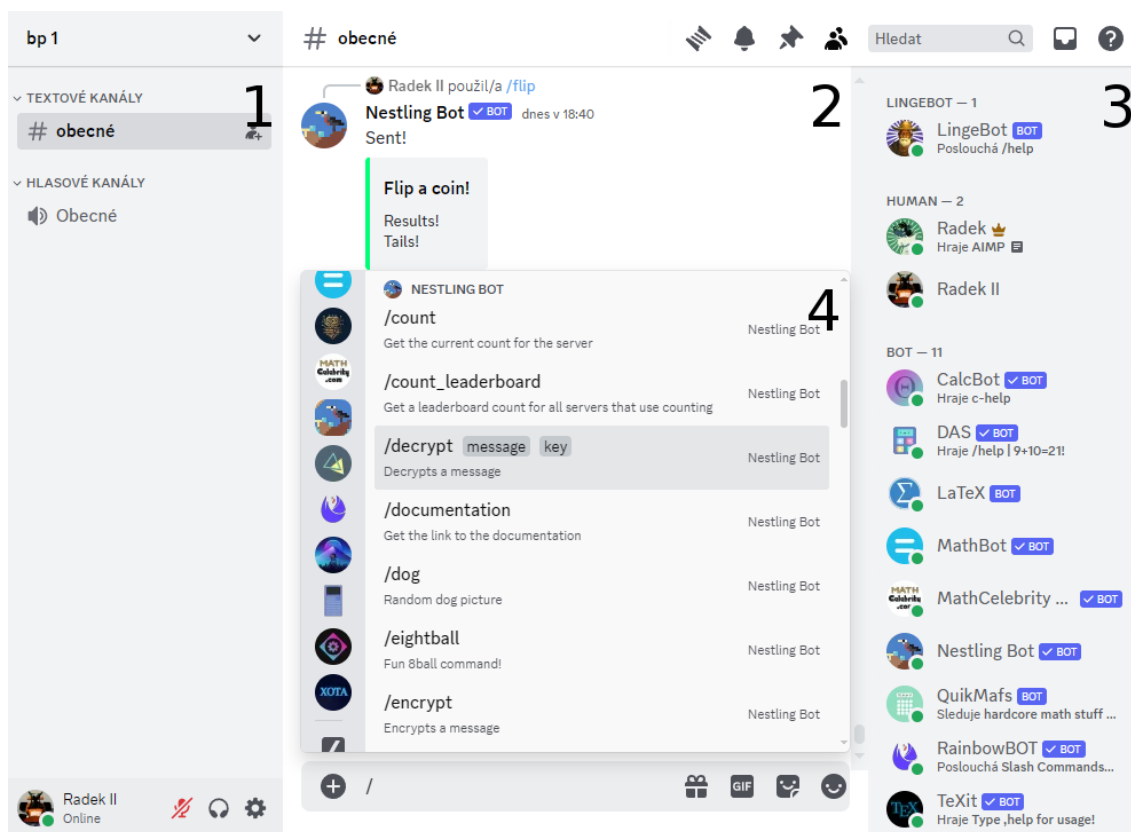 bp 1
1
TEXTOVÉ KANÁLY
# obecné
HLASOVÉ KANÁLY
Obecné
Radek II
Online
# obecné
2
Radek II použil/a /flip
Nestling Bot BOT dnes v 18:40
Sent!
Flip a coin!
Results!
Tails!
4
NESTLING BOT
/count
Get the current count for the server
Nestling Bot
/count_leaderboard
Get a leaderboard count for all servers that use counting
Nestling Bot
/decrypt message key
Decrypts a message
Nestling Bot
/documentation
Get the link to the documentation
Nestling Bot
/dog
Random dog picture
Nestling Bot
/eightball
Fun 8ball command!
Nestling Bot
/encrypt
Encrypts a message
Nestling Bot
MATH
Celebrity
.com
XOTA
/
GIF
Hledat
3
LINGEBOT — 1
LingeBot BOT
Poslouchá /help
HUMAN — 2
Radek
Hraje AIMP
Radek II
BOT — 11
CalcBot BOT
Hraje c-help
DAS BOT
Hraje /help | 9+10=21!
LaTeX BOT
MathBot BOT
MATH
Celebrity
MathCelebrity ... BOT
Nestling Bot BOT
QuikMafs BOT
Sleduje hardcore math stuff ...
RainbowBOT BOT
Poslouchá Slash Commands...
TEX
TeXit BOT
Hraje Type ,help for usage!